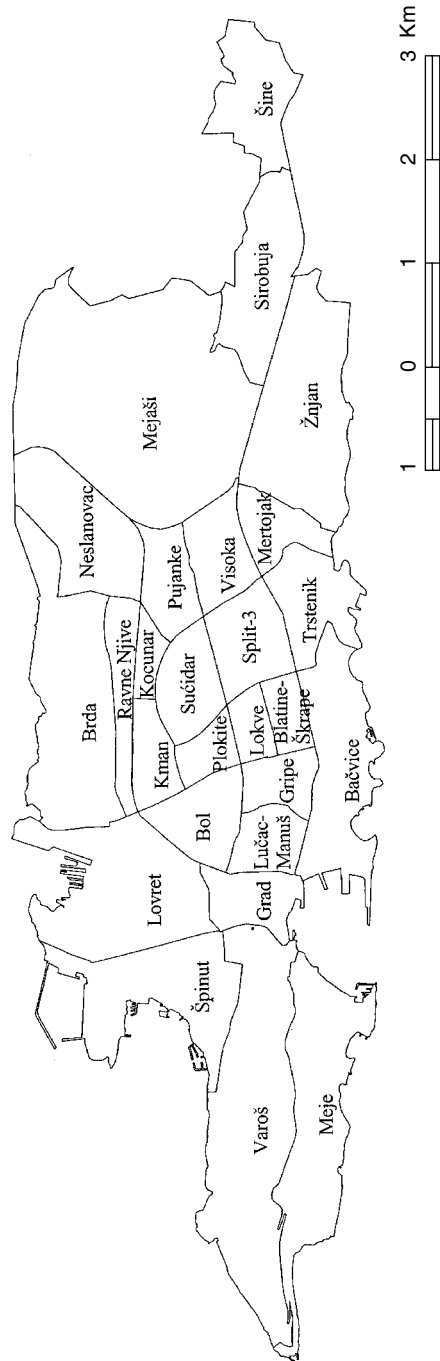 Brda
Neslanovac
Ravne Njive
Mejaši
Kocunar
Pujanke
Lovret
Kman
Sućidar
Bol
Plokite
Visoka
Šine
Špinut
Split-3
Lokve
Sirobuja
Mertojak
Blatine-
Škrape
Gripe
Lučac-
Manuš
Grad
Varoš
Trstenik
Žnjan
Bačvice
Meje
1 0 1 2 3 Km